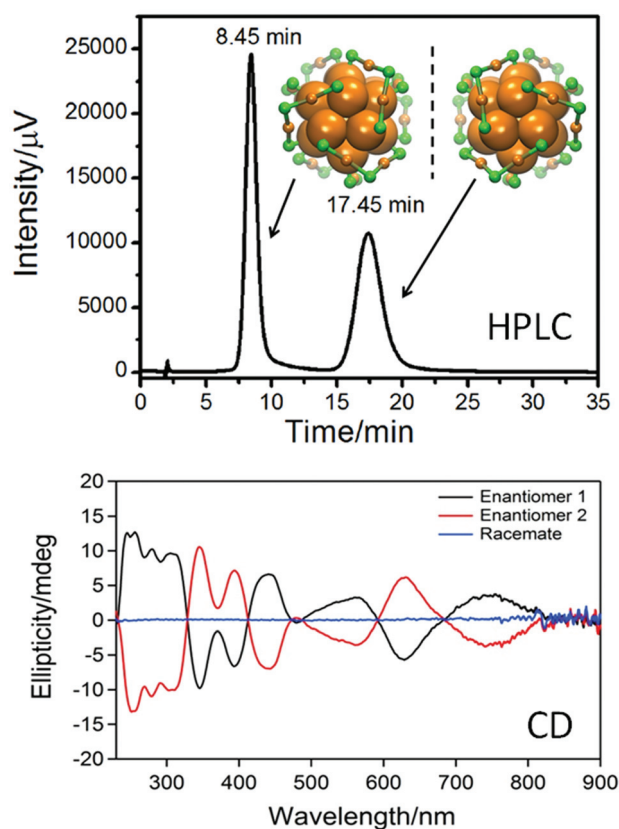 8.45 min
17.45 min
HPLC
Intensity/µV
25000
20000
15000
10000
5000
0
0 5 10 15 20 25 30 35
Time/min
Enantiomer 1
Enantiomer 2
Racemate
CD
Ellipticity/mdeg
20
15
10
5
0
-5
-10
-15
-20
300 400 500 600 700 800 900
Wavelength/nm